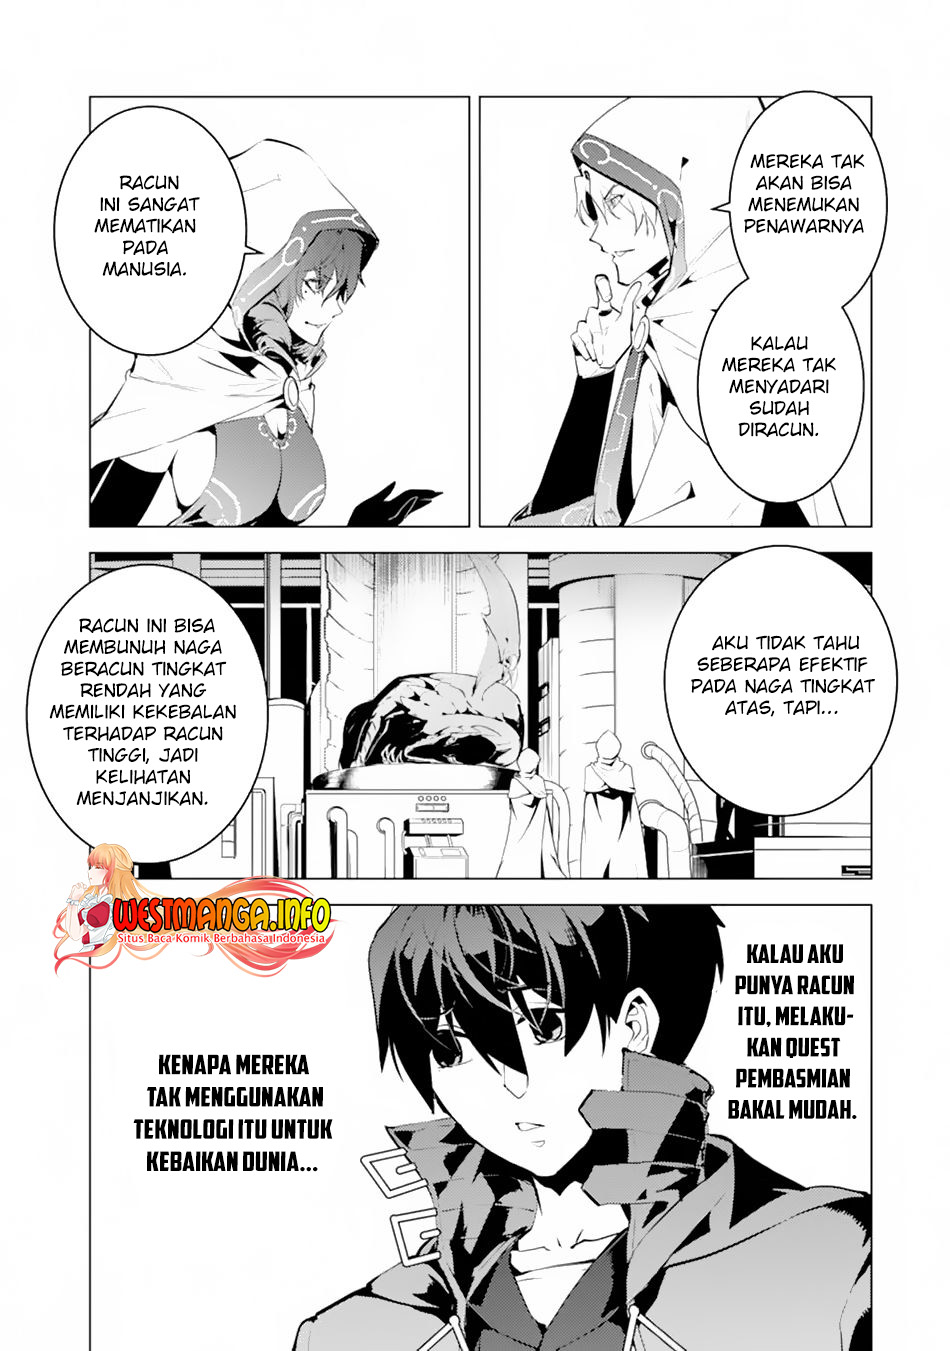 MEREKA TAK
AKAN BISA
MENEMUKAN
PENAWARNYA
KALAU
MEREKA TAK
MENYADARI
SUDAH
DIRACUN.
RACUN
INI SANGAT
MEMATIKAN
PADA
MANUSIA.
AKU TIDAK TAHU
SEBERAPA EFEKTIF
PADA NAGA TINGKAT
ATAS, TAPI...
RACUN INI BISA
MEMBUNUH NAGA
BERACUN TINGKAT
RENDAH YANG
MEMILIKI KEKEBALAN
TERHADAP RACUN
TINGGI, JADI
KELIHATAN
MENJANJIKAN.
WESTMANGA.INFO
Situs Baca Komik Berbahasa Indonesia
KALAU AKU
PUNYA RACUN
ITU, MELAKU-
KAN QUEST
PEMBASMIAN
BAKAL MUDAH.
KENAPA MEREKA
TAK MENGGUNAKAN
TEKNOLOGI ITU UNTUK
KEBAIKAN DUNIA...